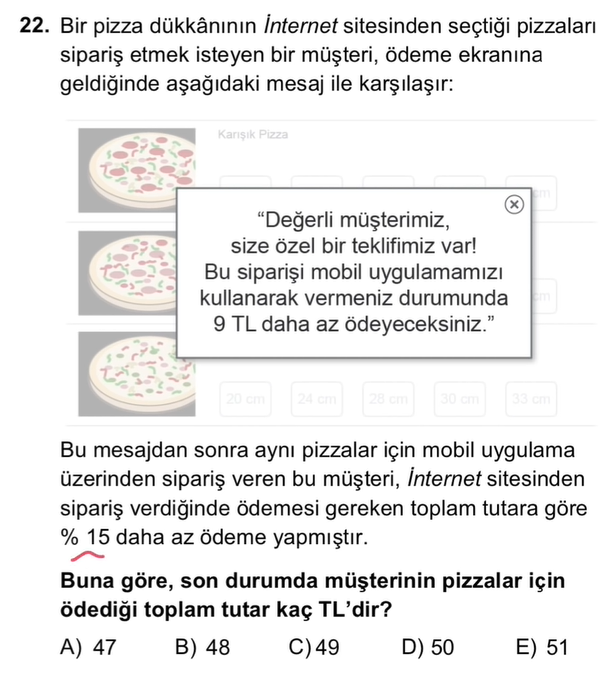 22. Bir pizza dükkânının İnternet sitesinden seçtiği pizzaları
sipariş etmek isteyen bir müşteri, ödeme ekranına
geldiğinde aşağıdaki mesaj ile karşılaşır:
Karışık Pizza
cm
“Değerli müşterimiz,
size özel bir teklifimiz var!
Bu siparişi mobil uygulamamızı
kullanarak vermeniz durumunda
9 TL daha az ödeyeceksiniz.”
cm
20 cm 24 cm 28 cm 30 cm 33 cm
Bu mesajdan sonra aynı pizzalar için mobil uygulama
üzerinden sipariş veren bu müşteri, İnternet sitesinden
sipariş verdiğinde ödemesi gereken toplam tutara göre
% 15 daha az ödeme yapmıştır.
Buna göre, son durumda müşterinin pizzalar için
ödediği toplam tutar kaç TL’dir?
A) 47 B) 48 C) 49 D) 50 E) 51